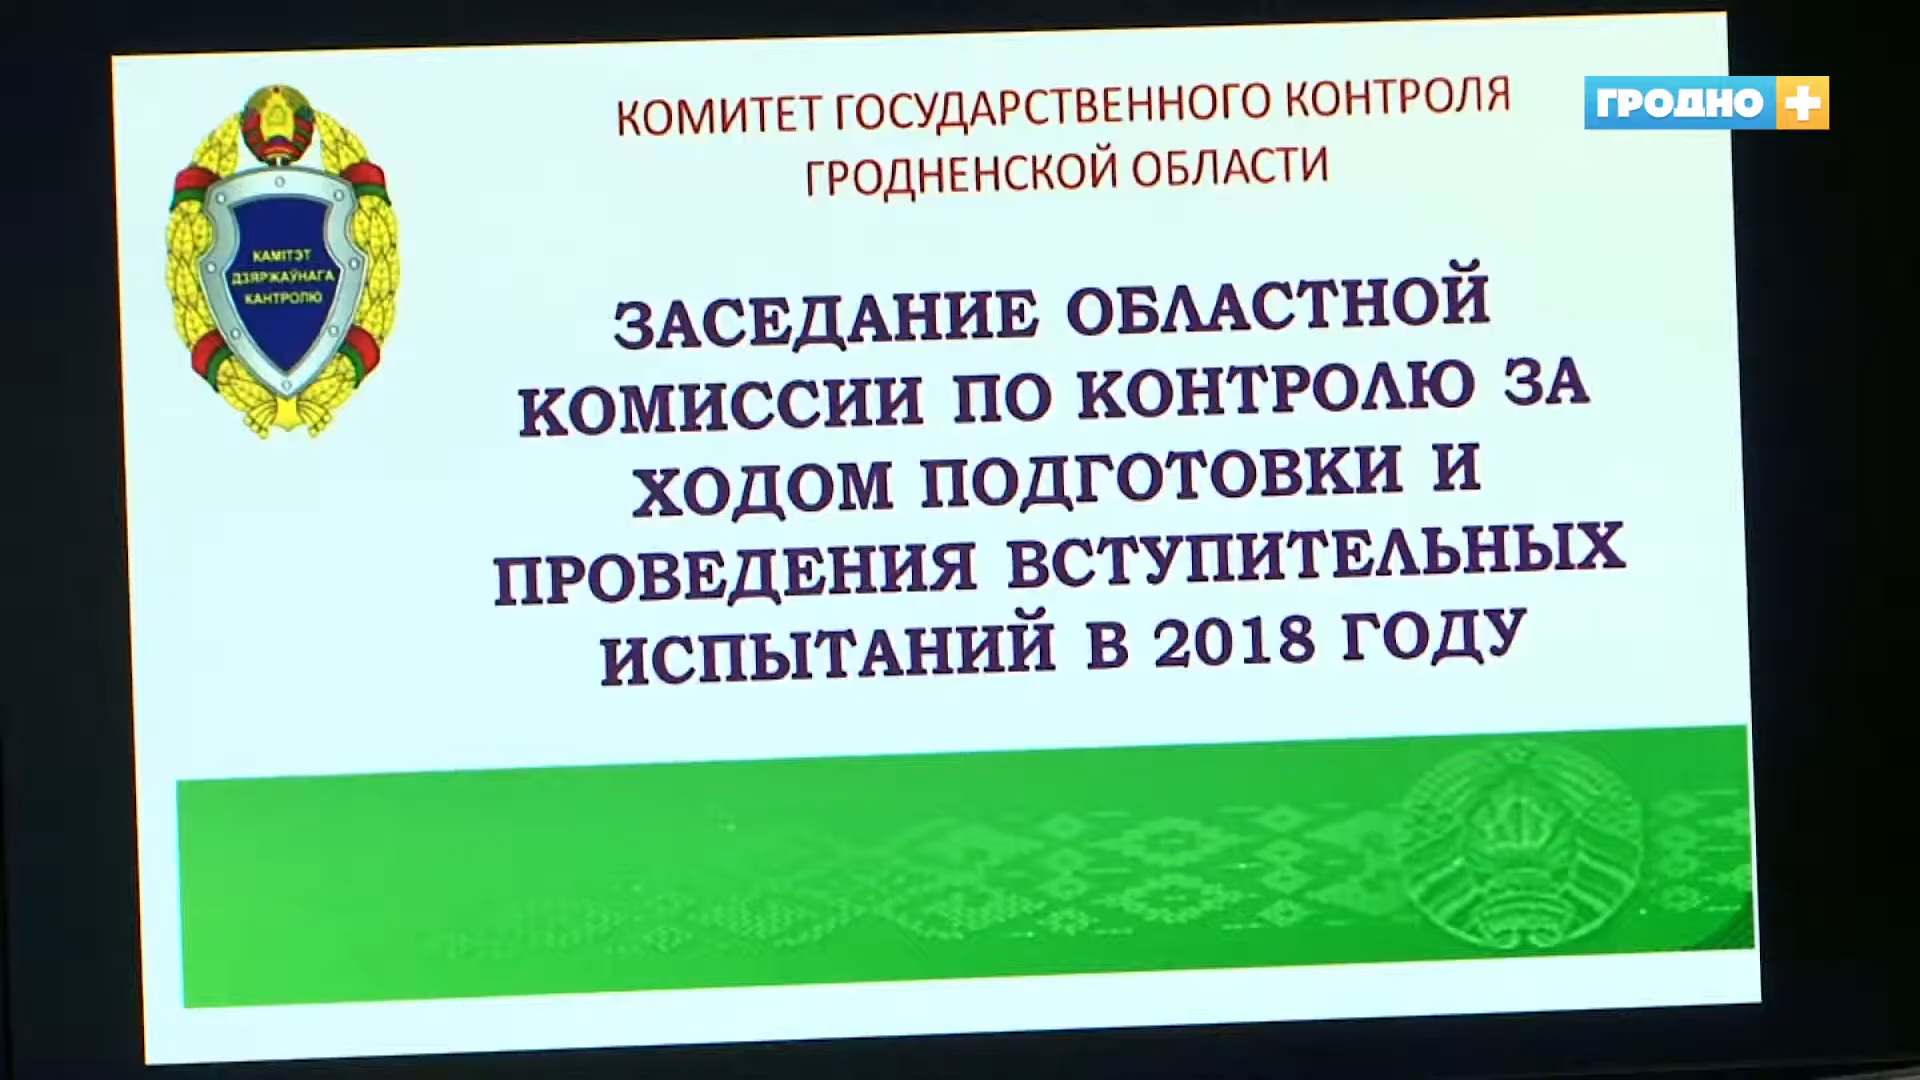 КОМИТЕТ ГОСУДАРСТВЕННОГО КОНТРОЛЯ
ГРОДНЕНСКОЙ ОБЛАСТИ
ГРОДНО +
КАМІТЭТ
ДЗЯРЖАЎНАГА
КАНТРОЛЮ
ЗАСЕДАНИЕ ОБЛАСТНОЙ
КОМИССИИ ПО КОНТРОЛЮ ЗА
ХОДОМ ПОДГОТОВКИ И
ПРОВЕДЕНИЯ ВСТУПИТЕЛЬНЫХ
ИСПЫТАНИЙ В 2018 ГОДУ